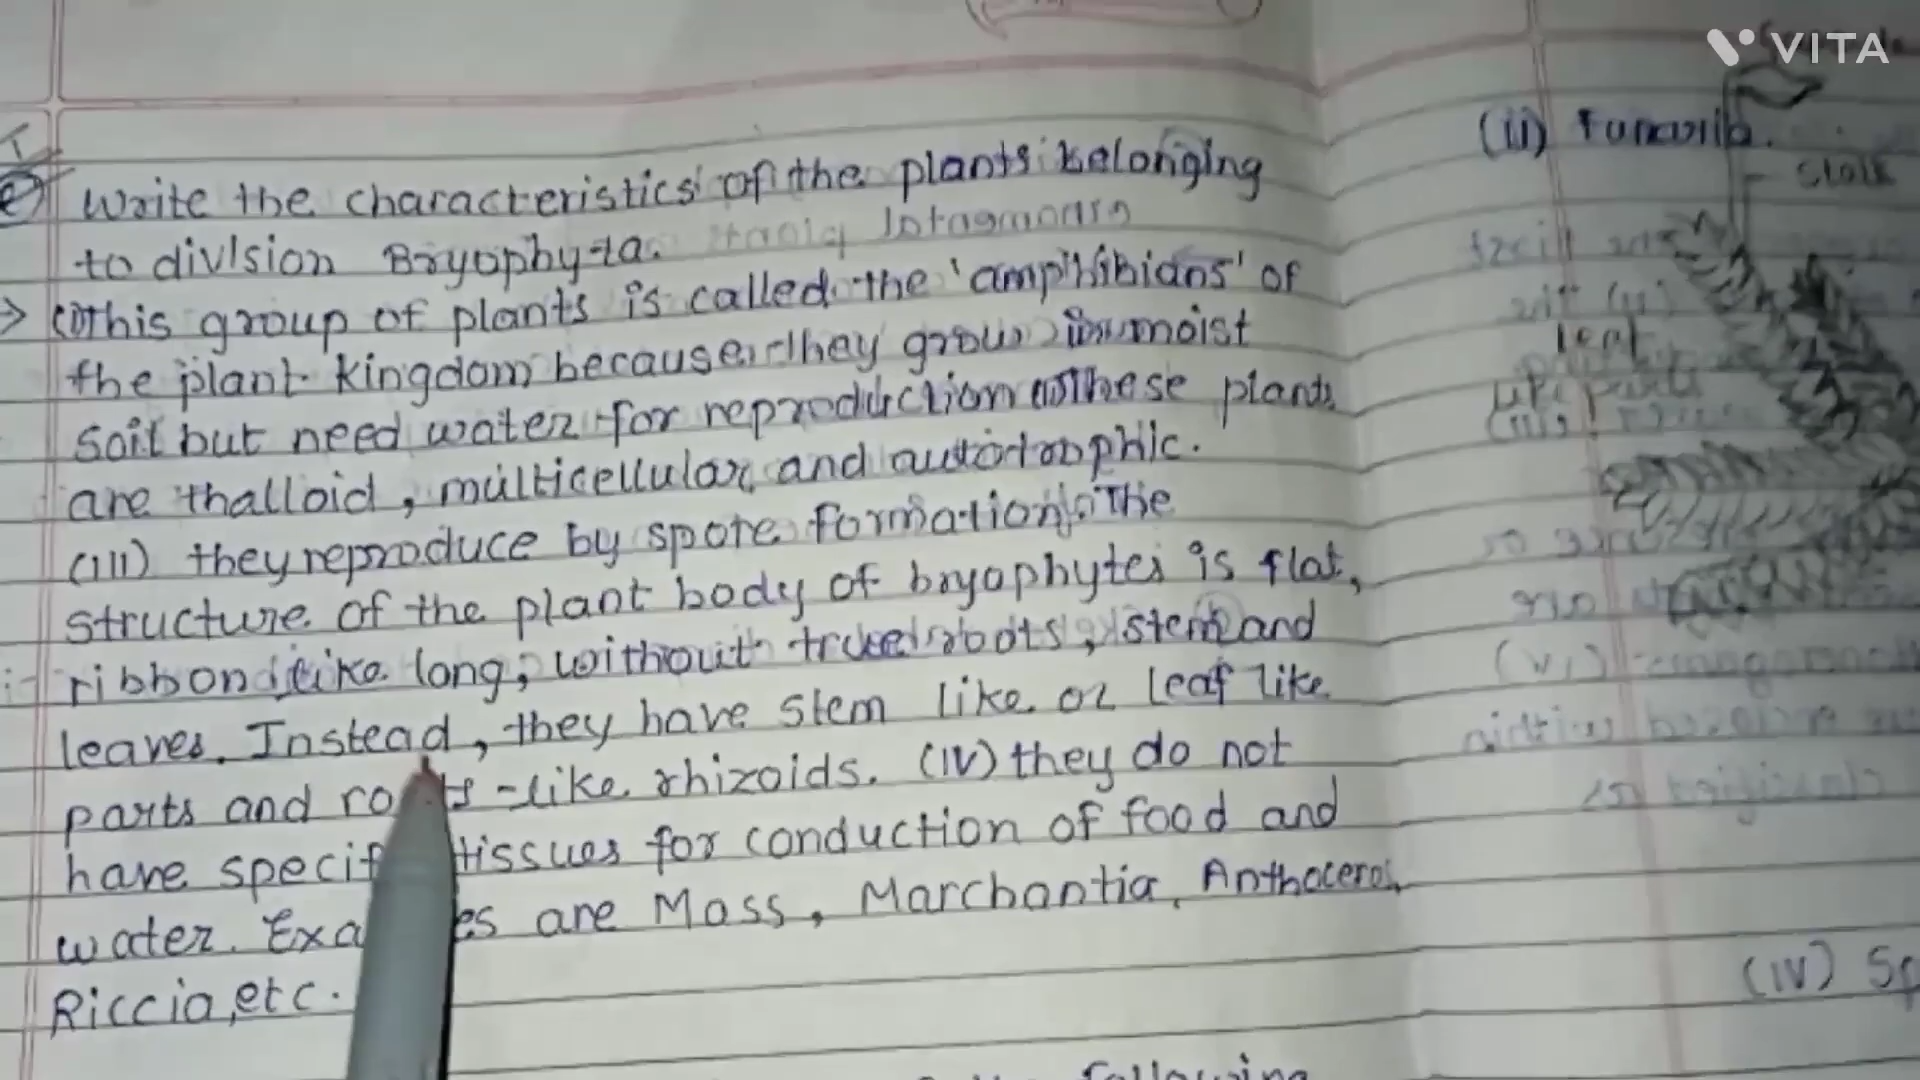 VITA
Write the characteristics of the plants belonging
to division Bryophyta.
(i) this group of plants is called the 'amphibians' of
the plant kingdom because they grow in moist
soil but need water for reproduction (ii) These plants
are thalloid, multicellular and autotrophic.
(III) they reproduce by spore formation. The
structure of the plant body of bryophytes is flat,
ribbon like long, without true roots, stem and
leaves. Instead, they have stem like or leaf like
parts and -like rhizoids. (IV) they do not
have tissues for conduction of food and
water. are Moss, Marchantia, Anthoceros,
Riccia, etc.
following
(ii) Funaria.
stalk
leaf
(IV) Sp